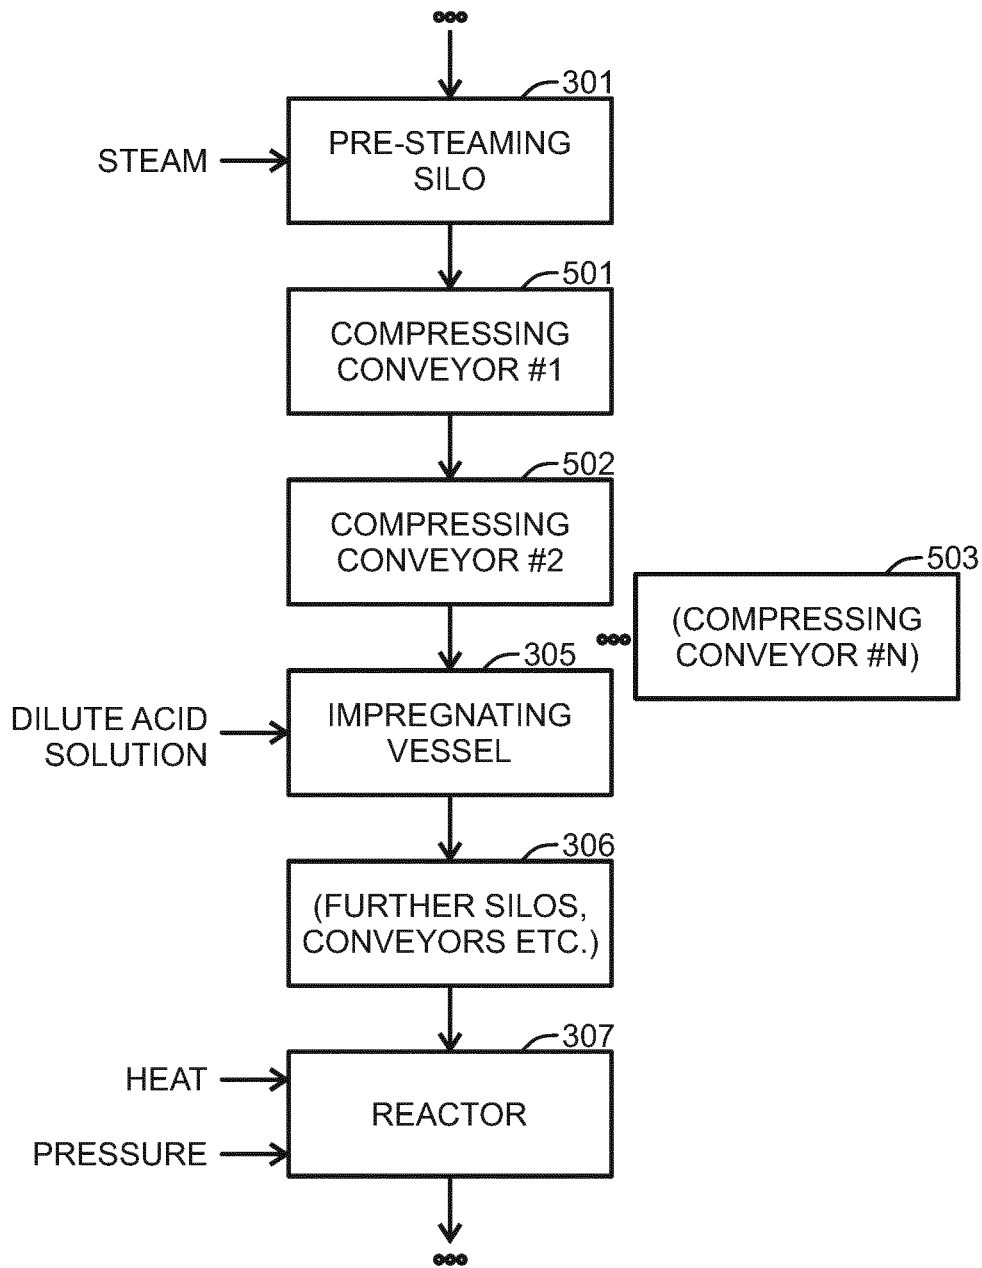 301
PRE-STEAMING
SILO
STEAM
501
COMPRESSING
CONVEYOR #1
502
COMPRESSING
CONVEYOR #2
503
(COMPRESSING
CONVEYOR #N)
305
IMPREGNATING
VESSEL
DILUTE ACID
SOLUTION
306
(FURTHER SILOS,
CONVEYORS ETC.)
307
REACTOR
HEAT
PRESSURE